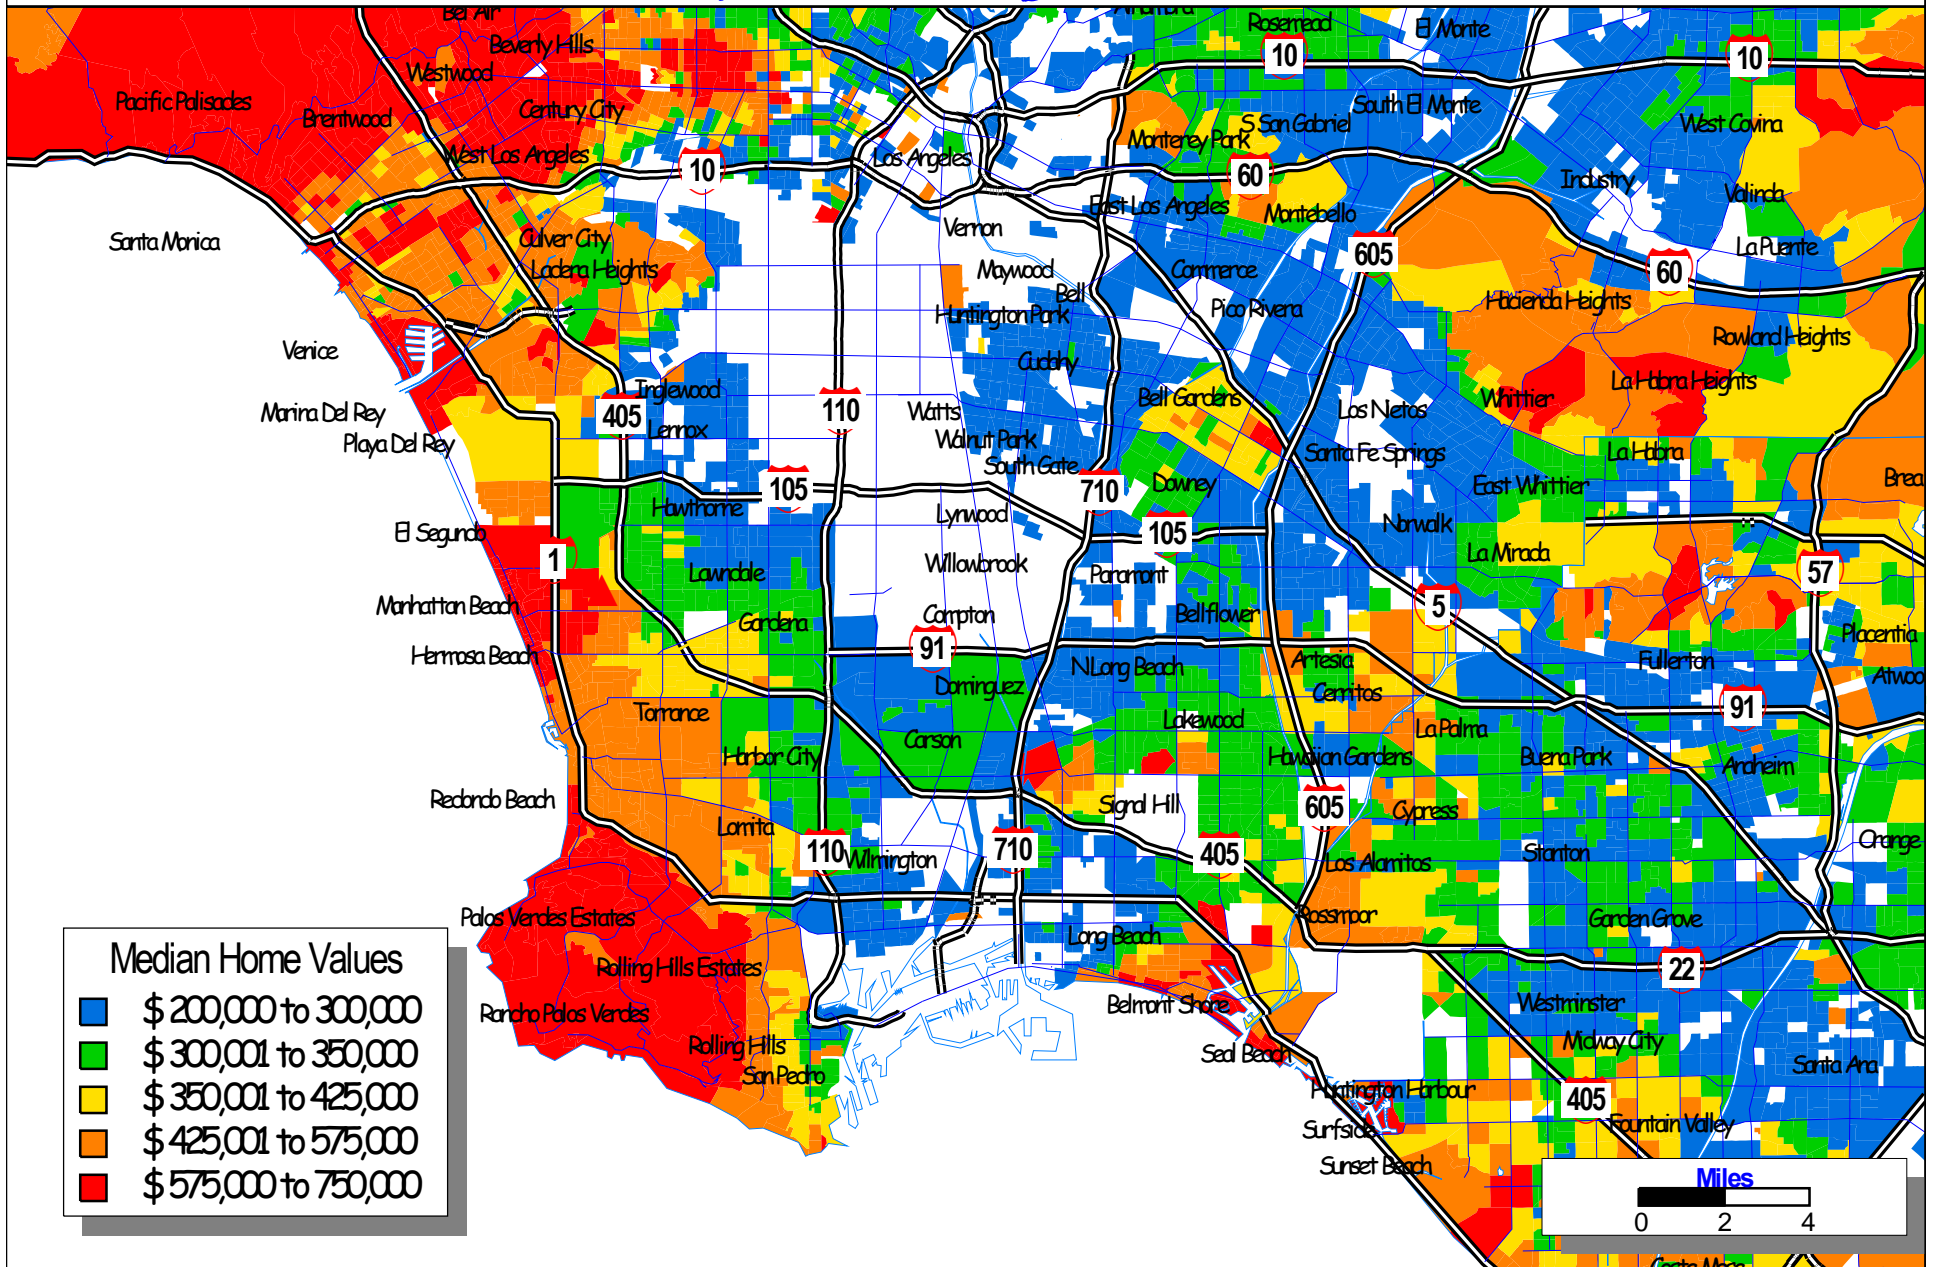 Bel Air
Rosemead
El Monte
Beverly Hills
10
10
Westwood
Pacific Palisades
Century City
South El Monte
Brentwood
S San Gabriel
West Covina
Monterey Park
West Los Angeles
Los Angeles
10
60
Industry
Valinda
East Los Angeles
Montebello
Vernon
Santa Monica
Culver City
La Puente
605
Ladera Heights
Maywood
Commerce
60
Bell
Hacienda Heights
Huntington Park
Pico Rivera
Rowland Heights
Venice
Cudahy
La Habra Heights
Inglewood
Bell Gardens
Whittier
Marina Del Rey
405
110
Watts
Los Nietos
Lennox
Playa Del Rey
Walnut Park
Santa Fe Springs
La Habra
South Gate
Downey
East Whittier
Brea
105
710
Hawthorne
Lynwood
Norwalk
El Segundo
105
1
Willowbrook
La Mirada
Lawndale
Paramont
57
Manhattan Beach
Compton
Bellflower
5
Gardena
Placentia
Hermosa Beach
91
N Long Beach
Artesia
Fullerton
Dominguez
Cerritos
Atwoo
Torrance
Lakewood
91
La Palma
Carson
Harbor City
Hawaiian Gardens
Buena Park
Anaheim
Redondo Beach
Signal Hill
605
Cypress
Lomita
Orange
110
Wilmington
710
405
Los Alamitos
Stanton
Palos Verdes Estates
Rossmoor
Garden Grove
Long Beach
Rolling Hills Estates
22
Rancho Palos Verdes
Belmont Shore
Westminster
Rolling Hills
Seal Beach
Midway City
San Pedro
Santa Ana
Huntington Harbour
405
Surfside
Fountain Valley
Sunset Beach
Median Home Values
$ 200,000 to 300,000
$ 300,001 to 350,000
$ 350,001 to 425,000
$ 425,001 to 575,000
$ 575,000 to 750,000
Miles
0 2 4